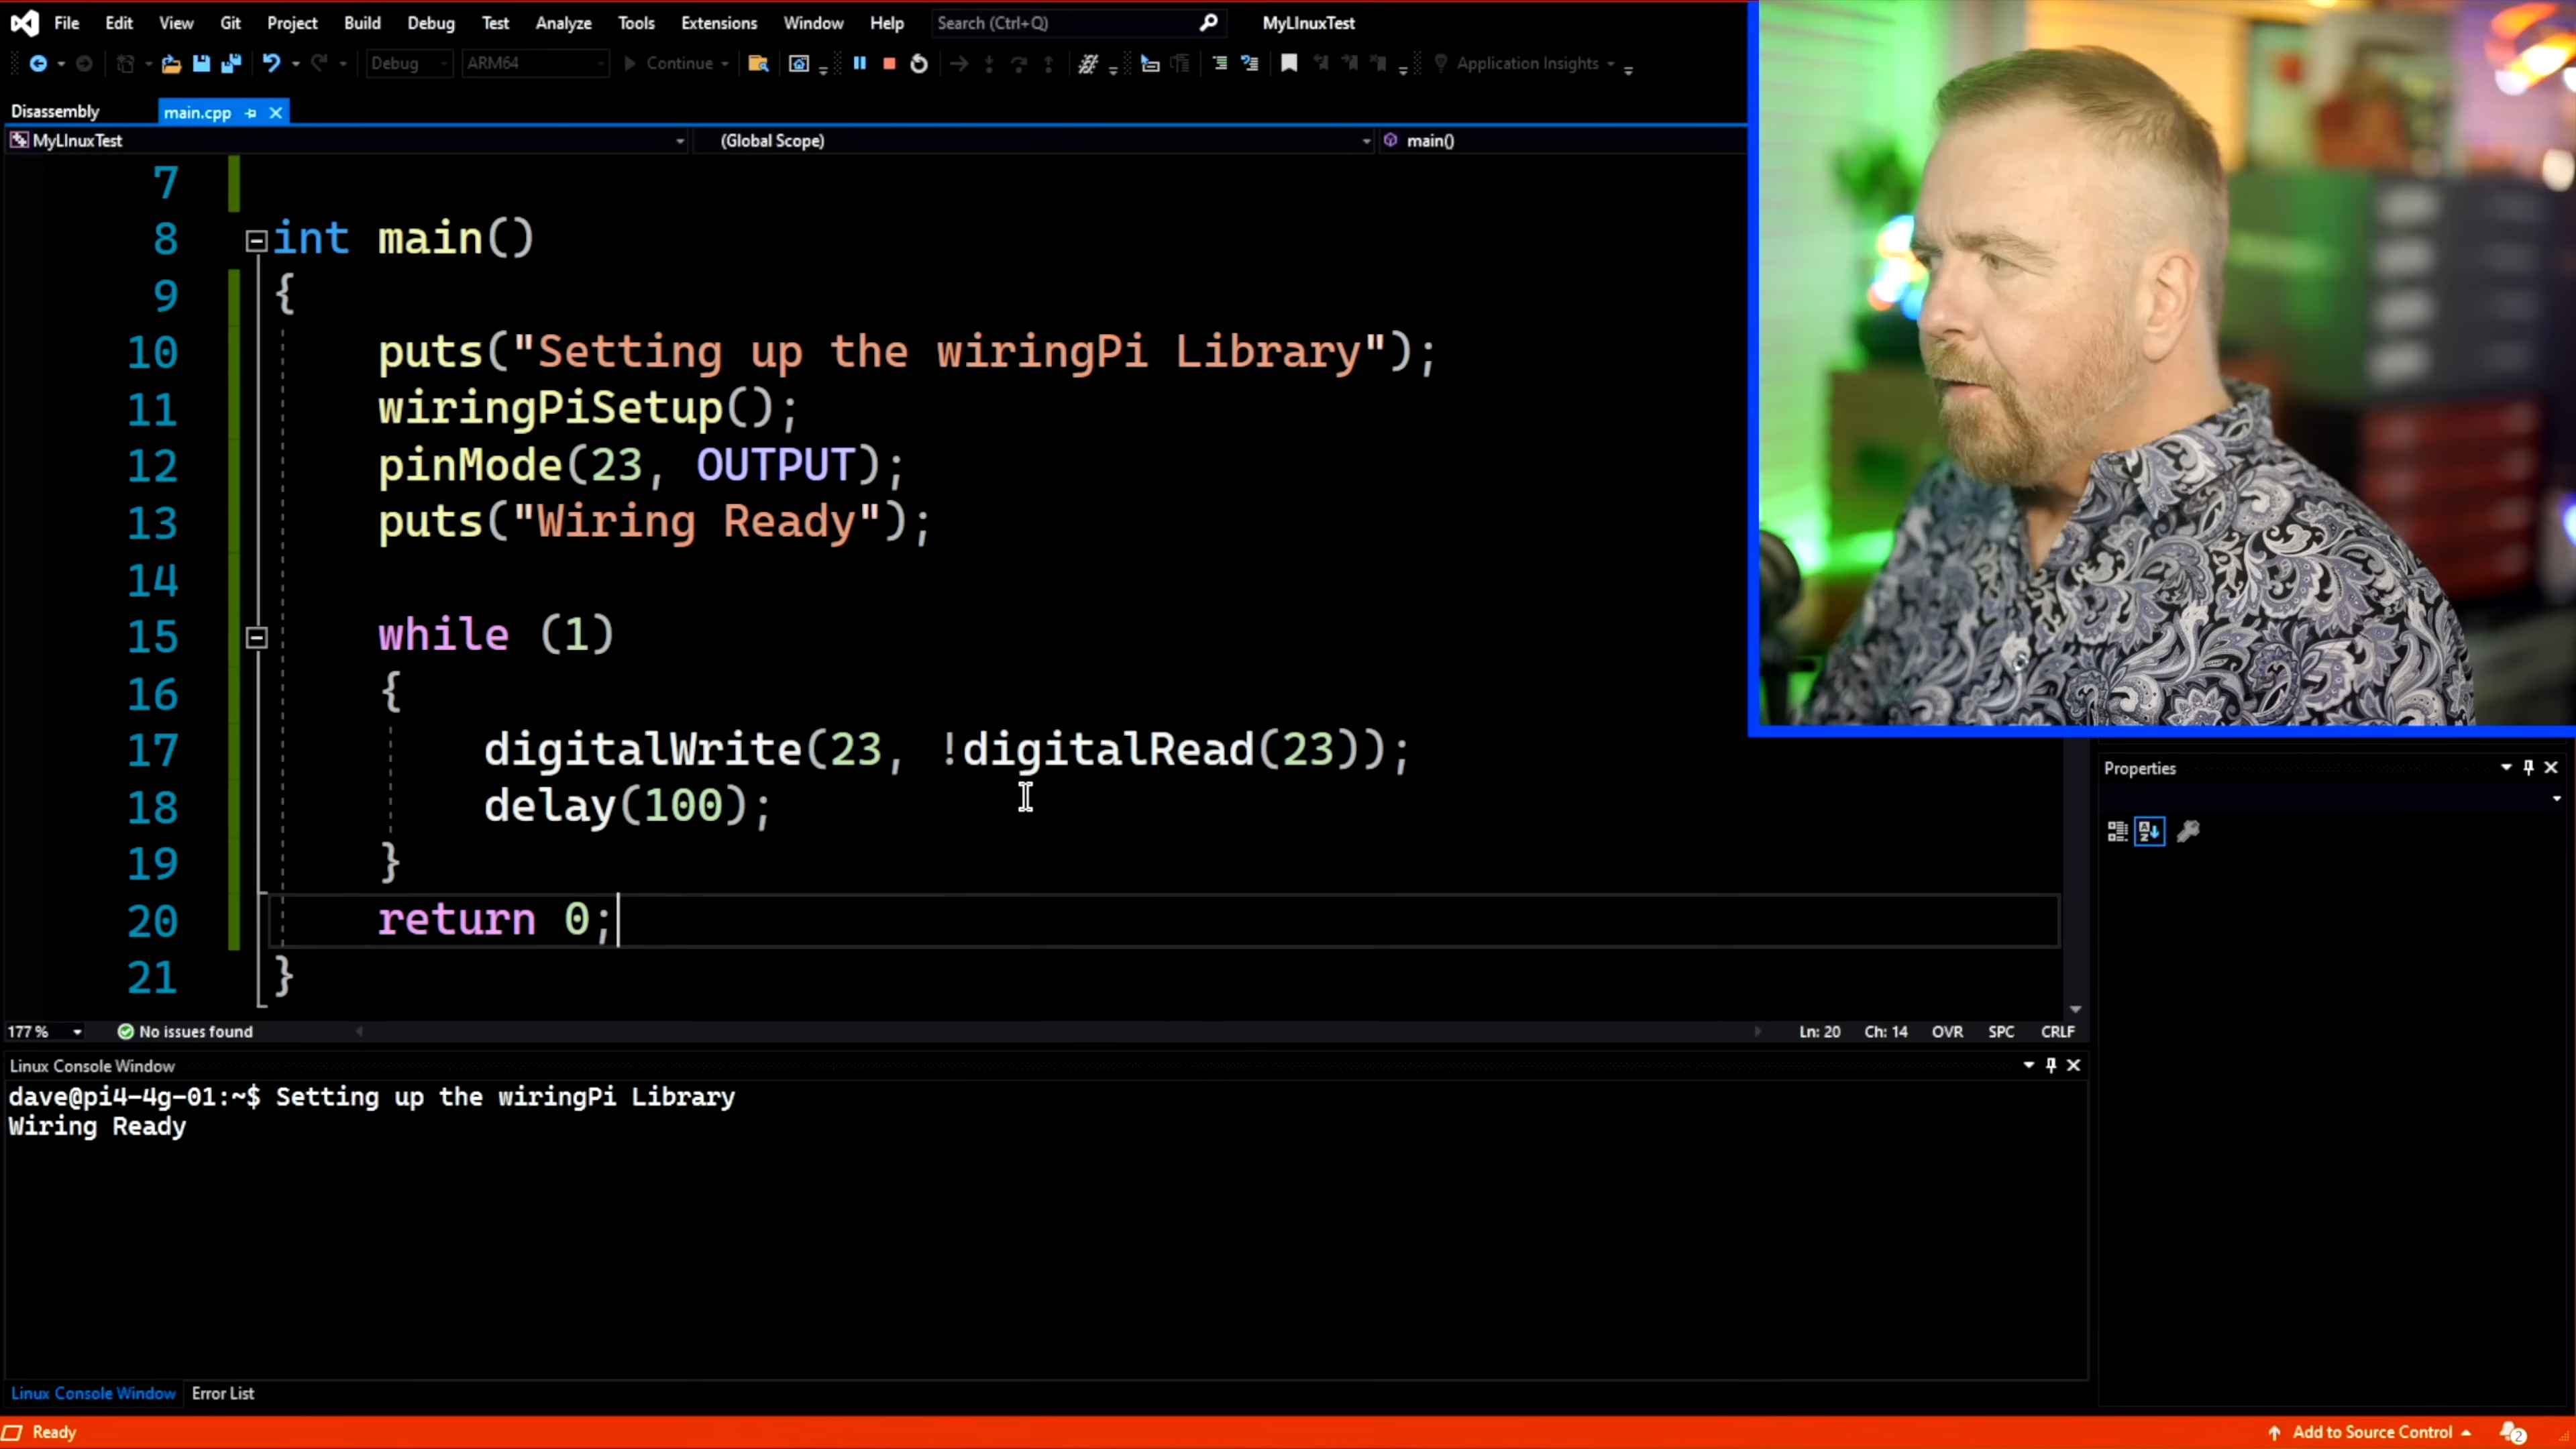 File Edit View Git Project Build Debug Test Analyze Tools Extensions Window Help Search (Ctrl+Q) MyLInuxTest
Debug ARM64 Continue Application Insights
Disassembly main.cpp
MyLInuxTest (Global Scope) main()
7
8 int main()
9 {
10 puts("Setting up the wiringPi Library");
11 wiringPiSetup();
12 pinMode(23, OUTPUT);
13 puts("Wiring Ready");
14
15 while (1)
16 {
17 digitalWrite(23, !digitalRead(23));
18 delay(100);
19 }
20 return 0;
21 }
177 % No issues found Ln: 20 Ch: 14 OVR SPC CRLF
Properties
Linux Console Window
dave@pi4-4g-01:~$ Setting up the wiringPi Library
Wiring Ready
Linux Console Window Error List
Ready Add to Source Control 2